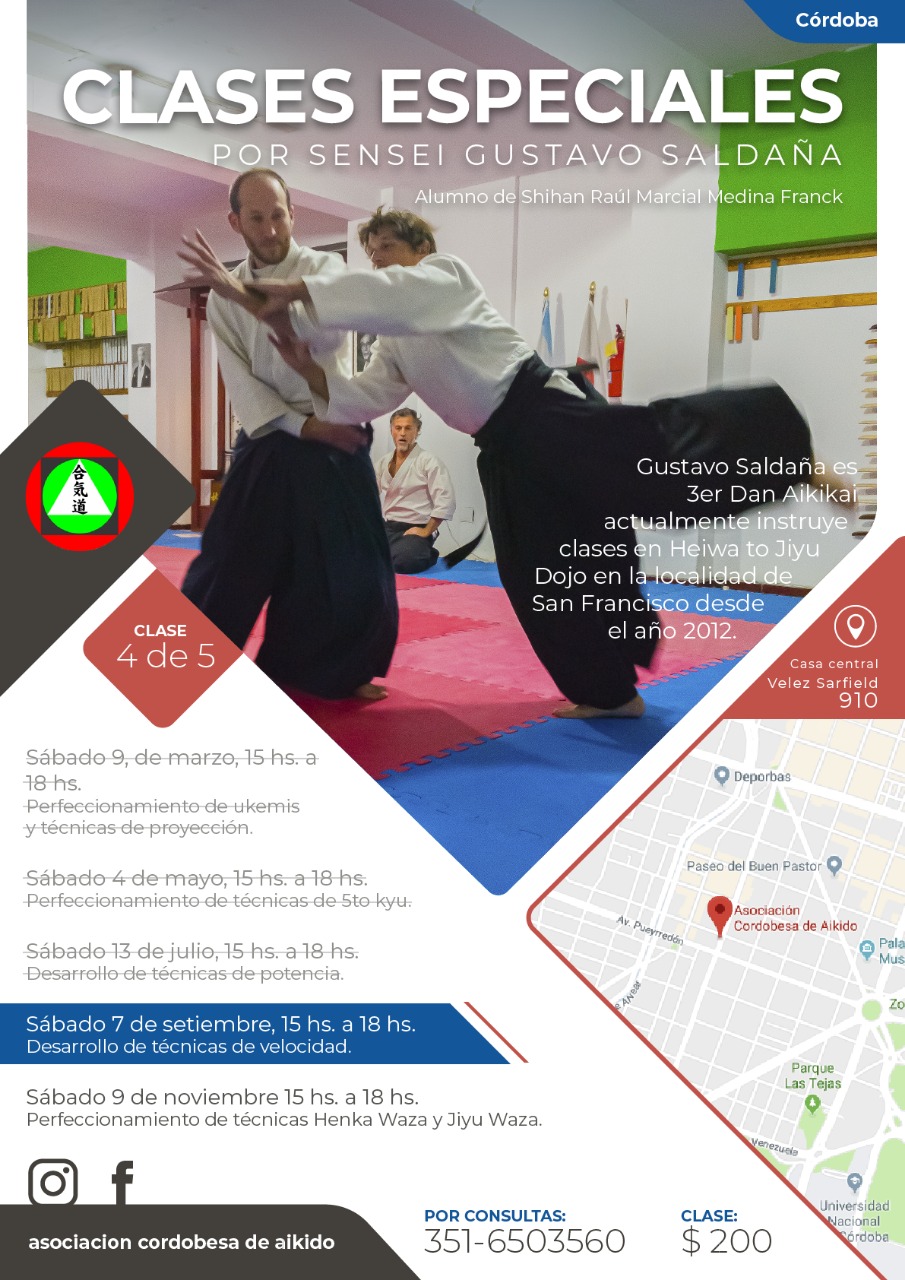 Córdoba
CLASES ESPECIALES
POR SENSEI GUSTAVO SALDAÑA
Alumno de Shihan Raúl Marcial Medina Franck
合
気
道
Gustavo Saldaña es
3er Dan Aikikai
actualmente instruye
clases en Heiwa to Jiyu
Dojo en la localidad de
San Francisco desde
el año 2012.
CLASE
4 de 5
Casa central
Velez Sarfield
910
Sábado 9, de marzo, 15 hs. a
18 hs.
Perfeccionamiento de ukemis
y técnicas de proyección.
Sábado 4 de mayo, 15 hs. a 18 hs.
Perfeccionamiento de técnicas de 5to kyu.
Sábado 13 de julio, 15 hs. a 18 hs.
Desarrollo de técnicas de potencia.
Sábado 7 de setiembre, 15 hs. a 18 hs.
Desarrollo de técnicas de velocidad.
Sábado 9 de noviembre 15 hs. a 18 hs.
Perfeccionamiento de técnicas Henka Waza y Jiyu Waza.
Deporbas
Paseo del Buen Pastor
Asociación
Cordobesa de Aikido
Av. Pueyrredón
Pala
Mus
e Alvear
Zo
Parque
Las Tejas
Venezuela
Universidad
Nacional
Córdoba
asociacion cordobesa de aikido
POR CONSULTAS:
351-6503560
CLASE:
$ 200